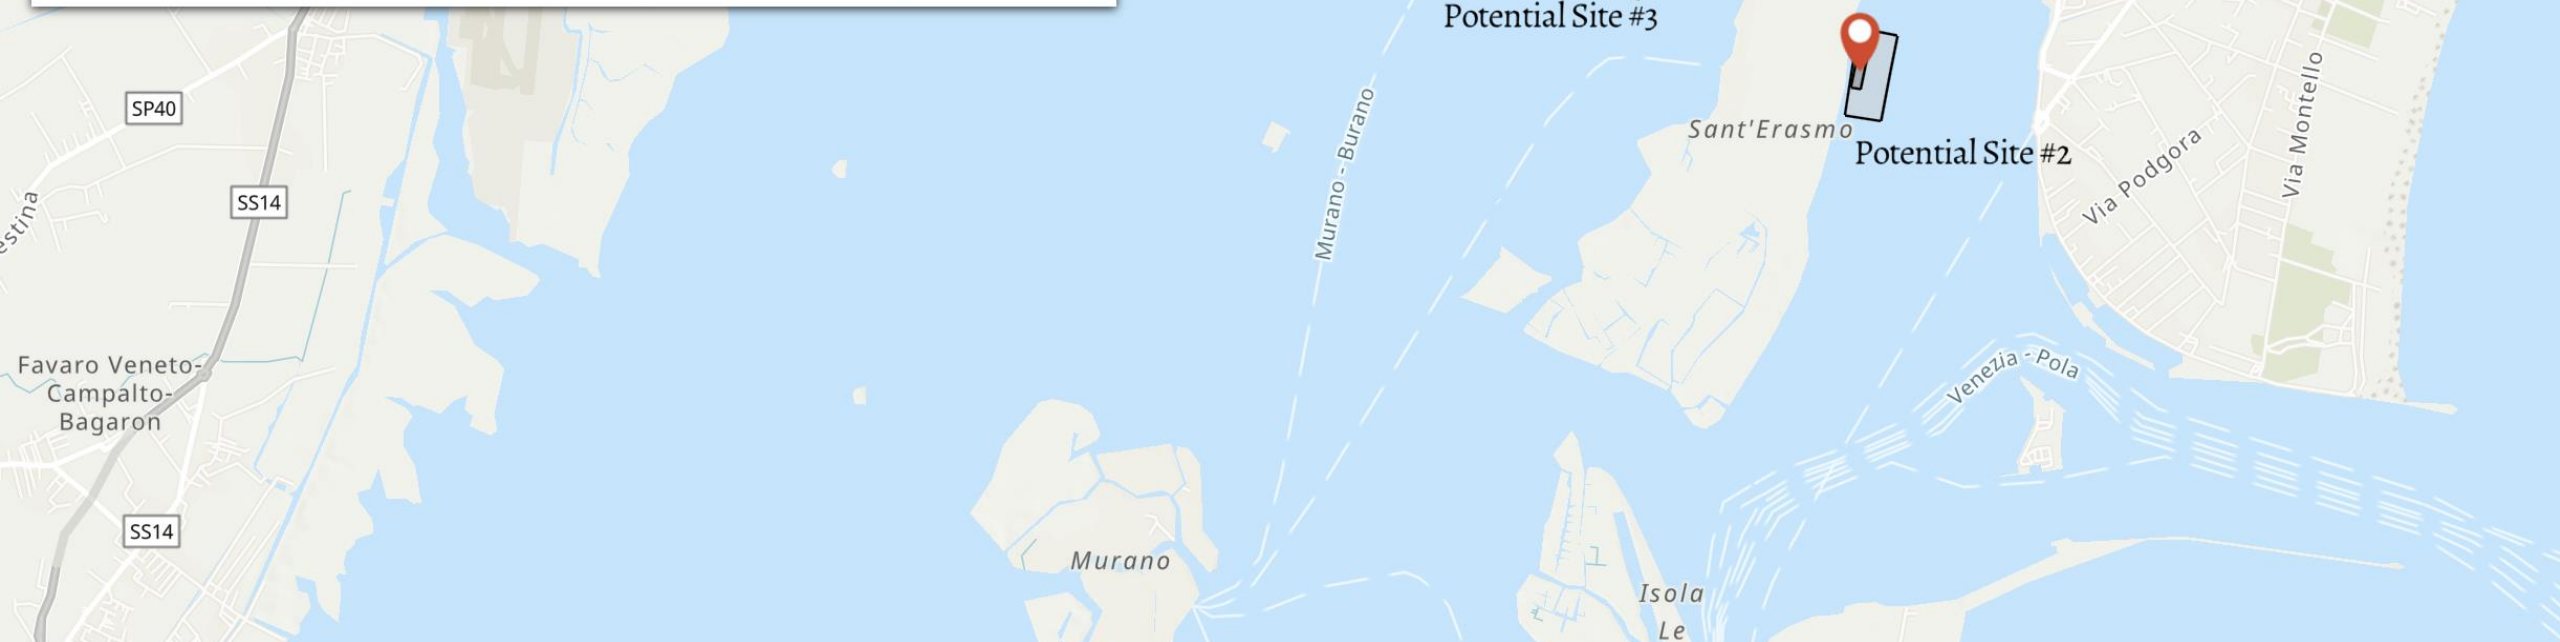 Potential Site #3
SP40
Murano - Burano
Sant'Erasmo
Potential Site #2
Via Podgora
Via Montello
SS14
estina
Favaro Veneto-
Campalto-
Bagaron
Venezia - Pola
SS14
Murano
Isola
Le